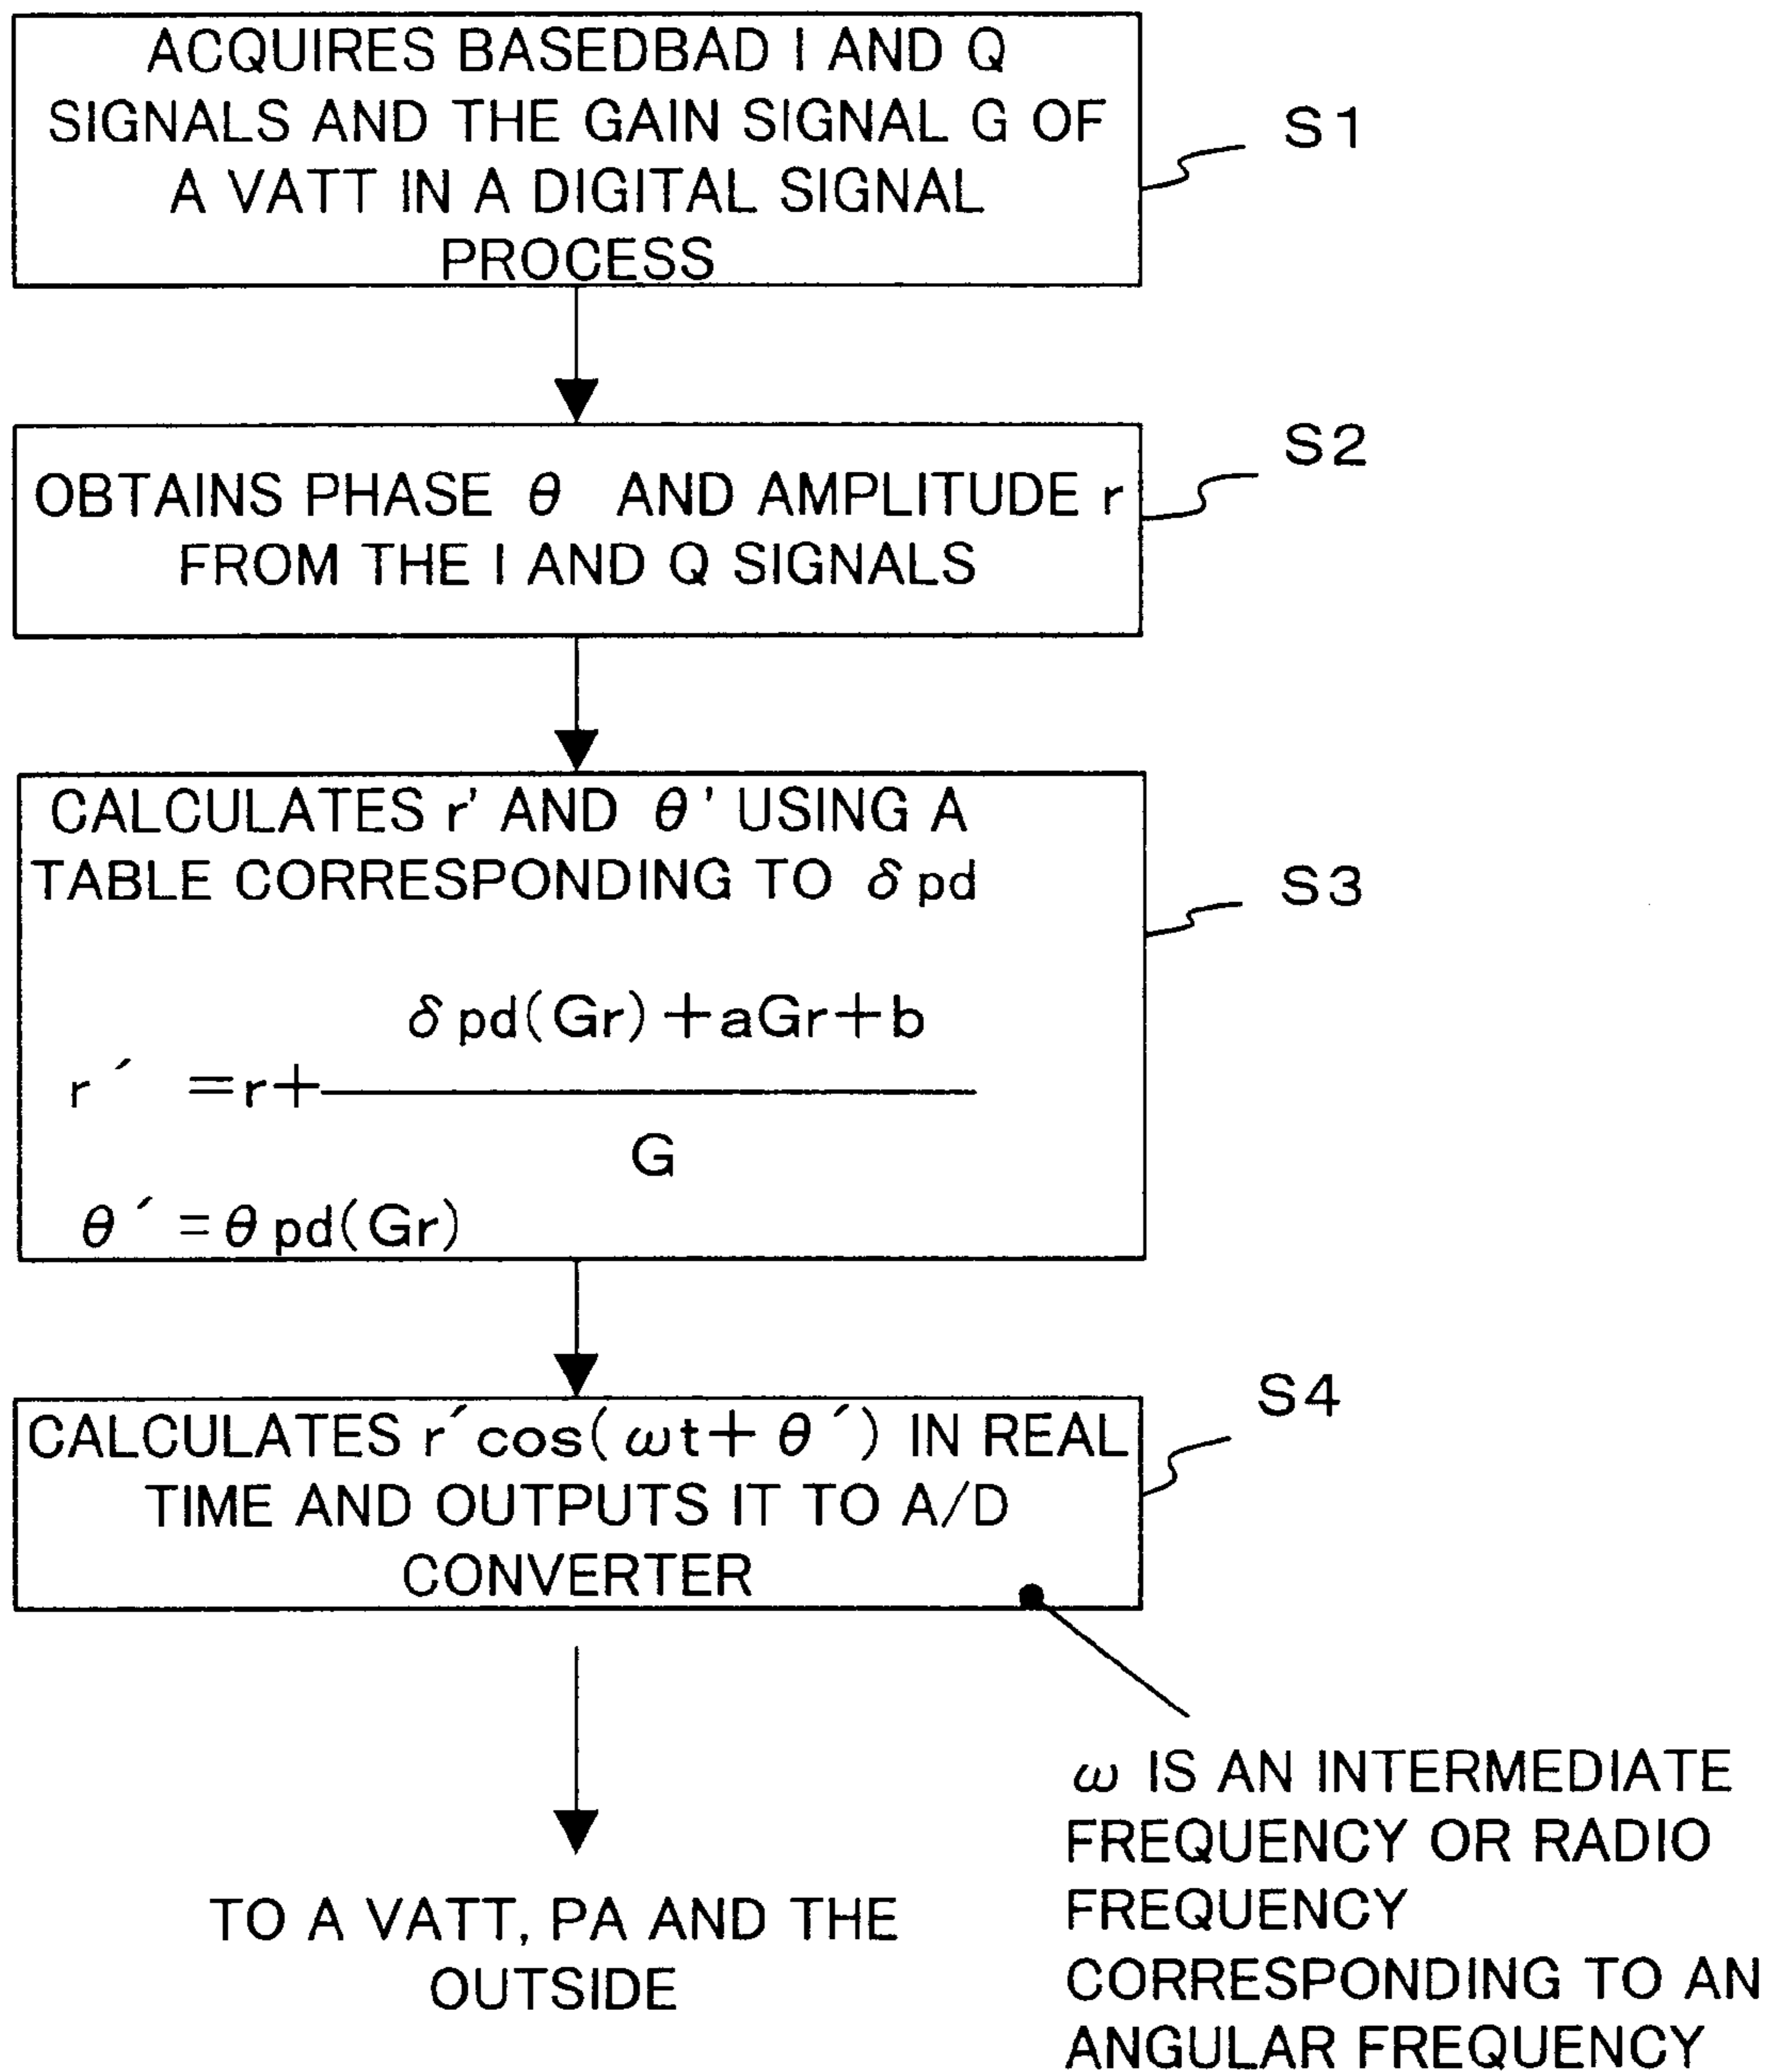 ACQUIRES BASEDBAD I AND Q
SIGNALS AND THE GAIN SIGNAL G OF
A VATT IN A DIGITAL SIGNAL
PROCESS
S1
OBTAINS PHASE θ AND AMPLITUDE r
FROM THE I AND Q SIGNALS
S2
CALCULATES r' AND θ' USING A
TABLE CORRESPONDING TO δpd
S3
δpd(Gr)+aGr+b
r´ =r+
G
θ´=θpd(Gr)
CALCULATES r´cos(ωt+θ´) IN REAL
TIME AND OUTPUTS IT TO A/D
CONVERTER
S4
TO A VATT, PA AND THE
OUTSIDE
ω IS AN INTERMEDIATE
FREQUENCY OR RADIO
FREQUENCY
CORRESPONDING TO AN
ANGULAR FREQUENCY